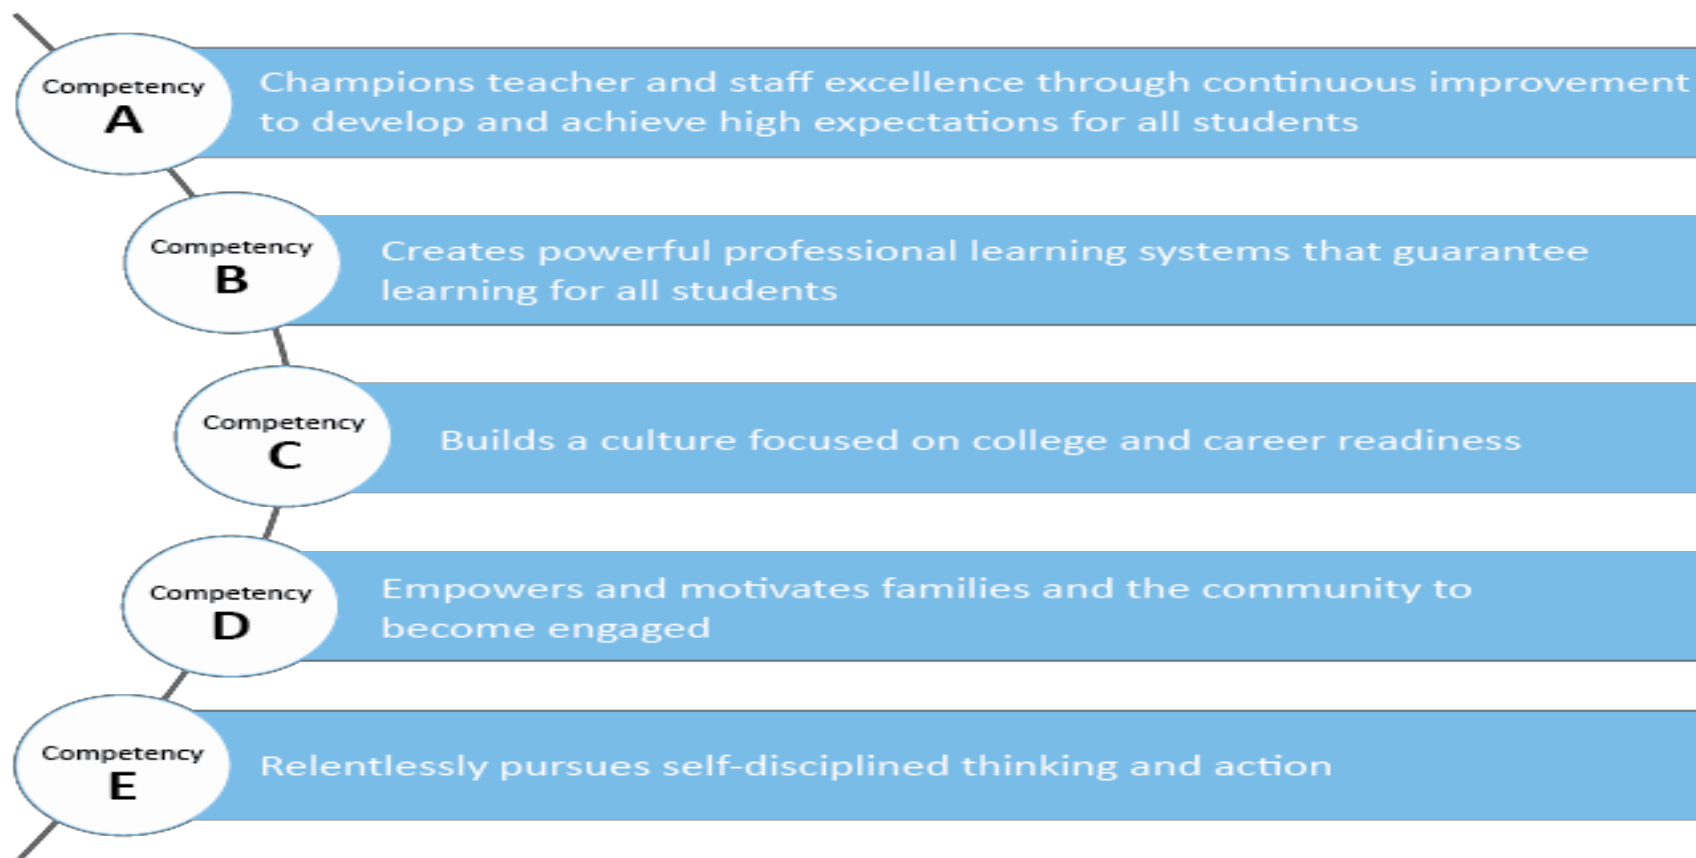 Competency
A
Champions teacher and staff excellence through continuous improvement
to develop and achieve high expectations for all students
Competency
B
Creates powerful professional learning systems that guarantee
learning for all students
Competency
C
Builds a culture focused on college and career readiness
Competency
D
Empowers and motivates families and the community to
become engaged
Competency
E
Relentlessly pursues self-disciplined thinking and action